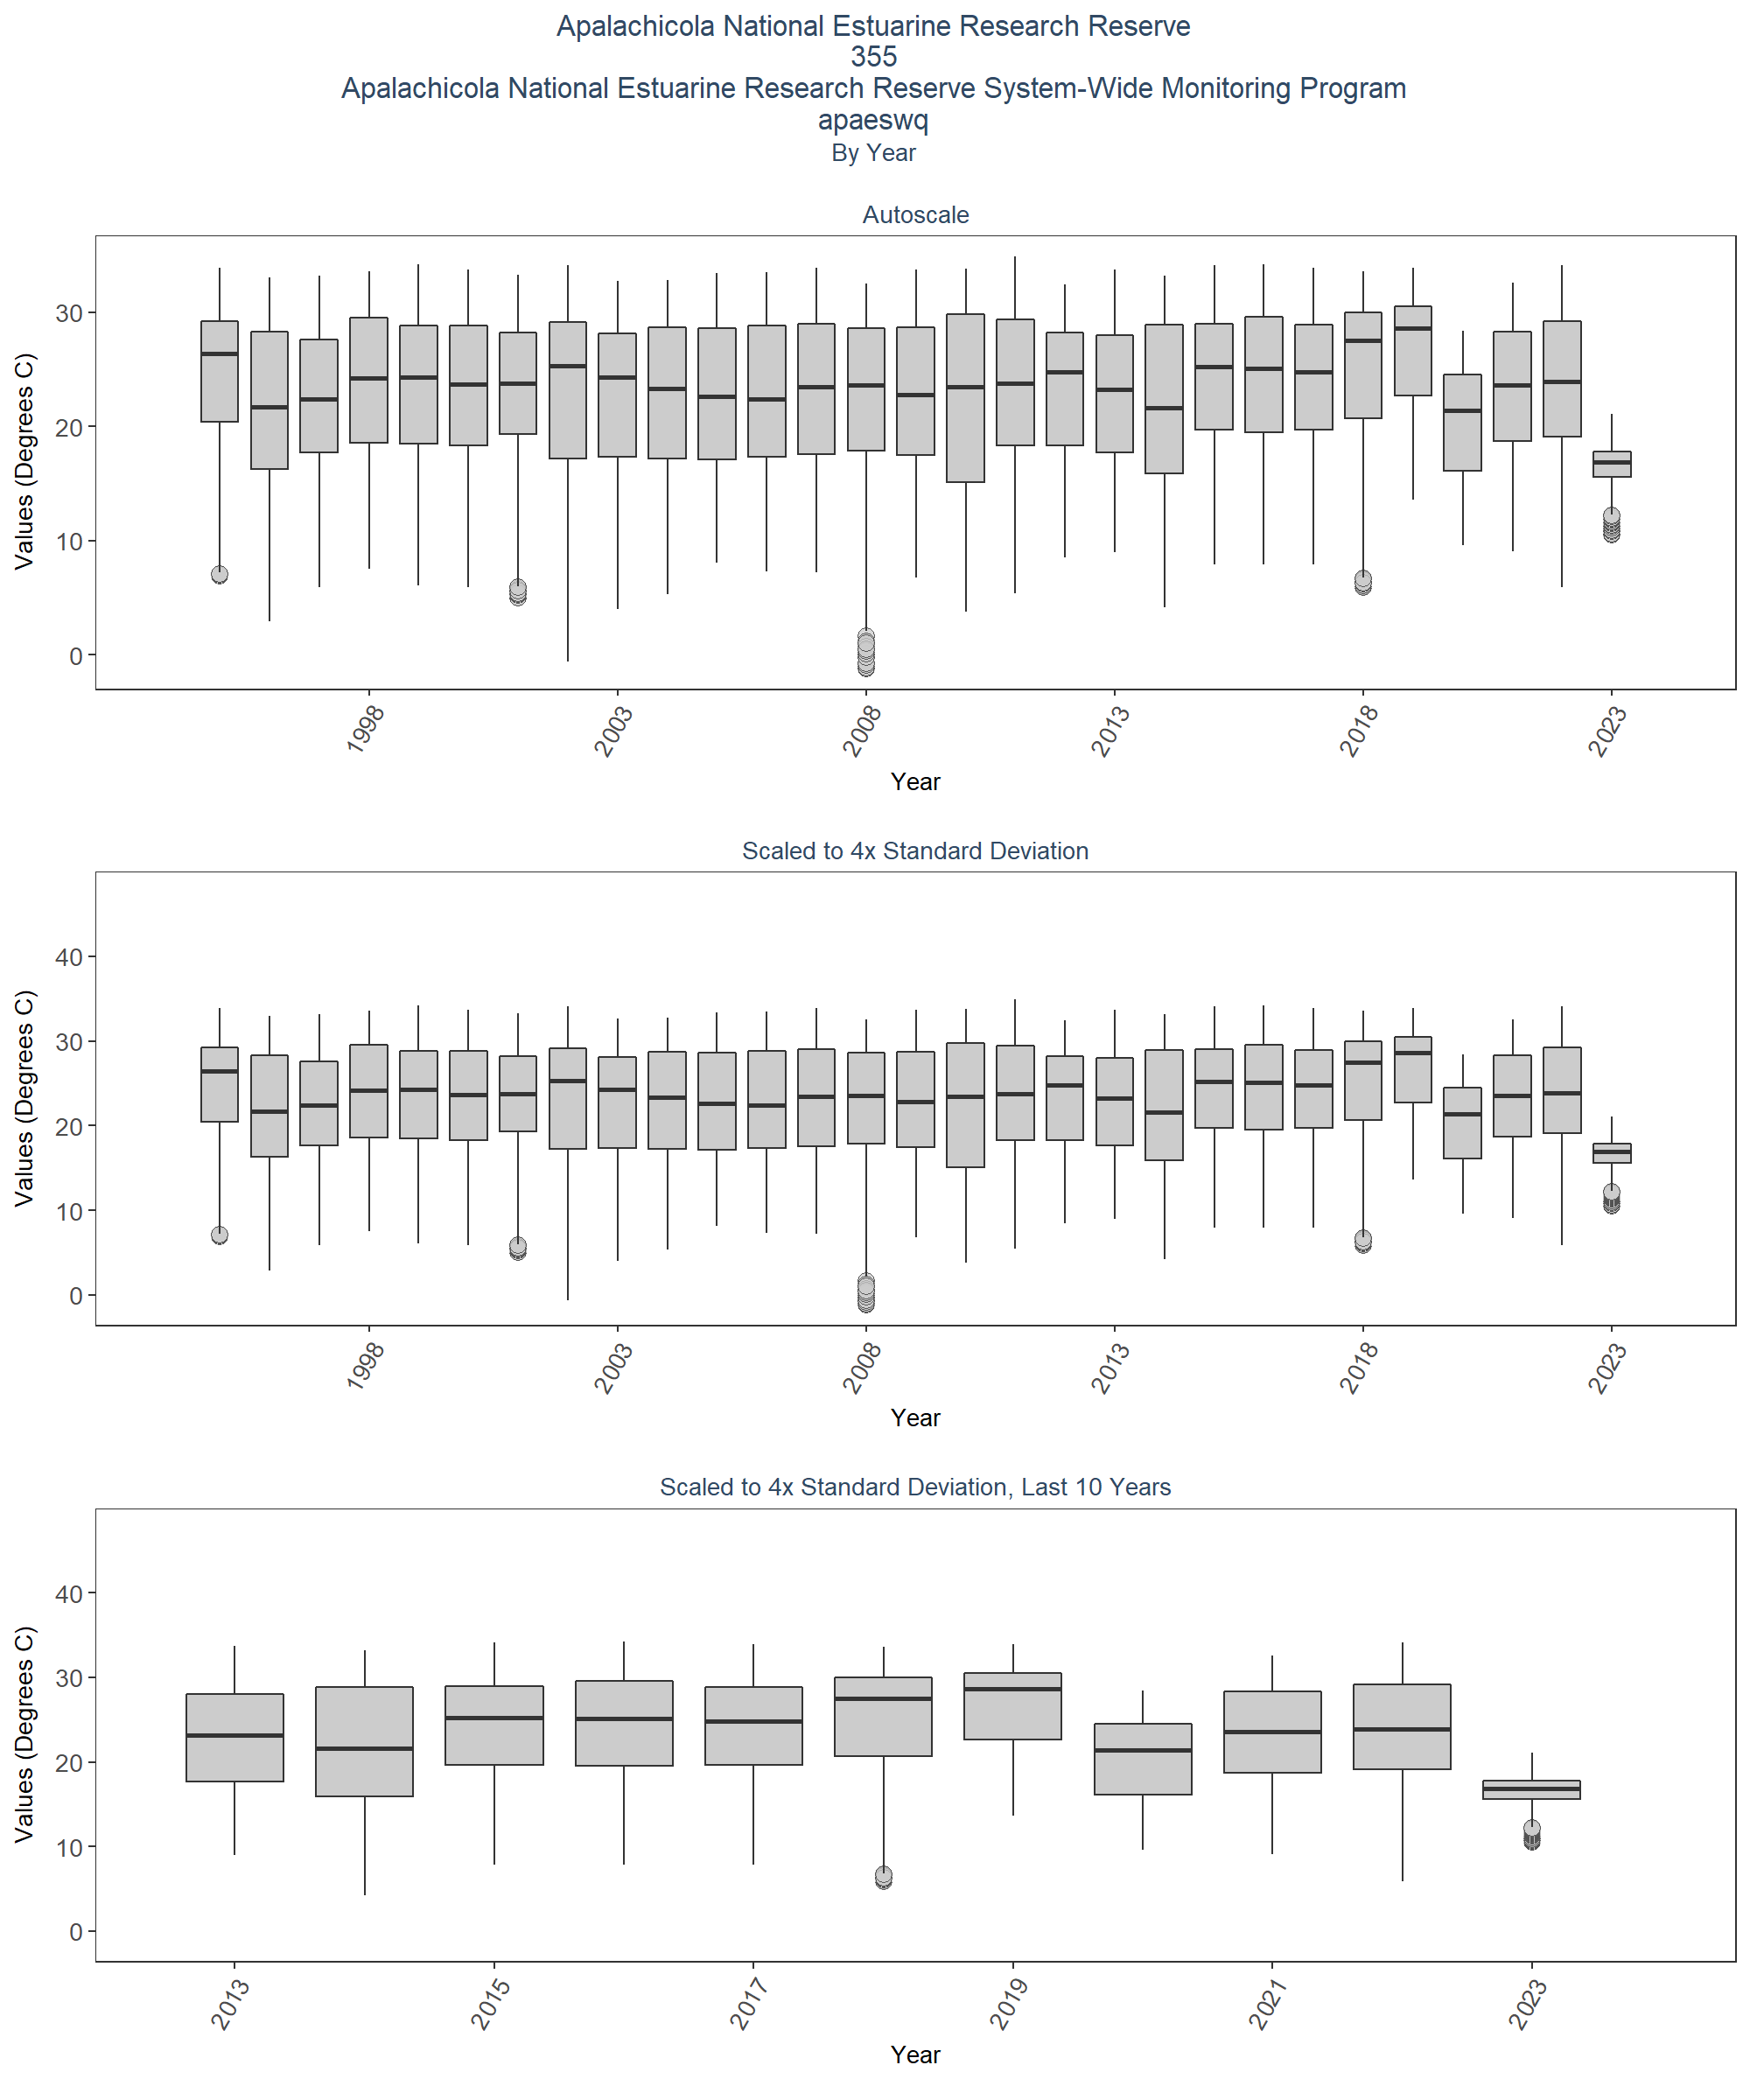 Apalachicola National Estuarine Research Reserve
355
Apalachicola National Estuarine Research Reserve System-Wide Monitoring Program
apaeswq
By Year
Autoscale
Values (Degrees C)
30
20
10
0
1998 2003 2008 2013 2018 2023
Year
Scaled to 4x Standard Deviation
Values (Degrees C)
40
30
20
10
0
1998 2003 2008 2013 2018 2023
Year
Scaled to 4x Standard Deviation, Last 10 Years
Values (Degrees C)
40
30
20
10
0
2013 2015 2017 2019 2021 2023
Year